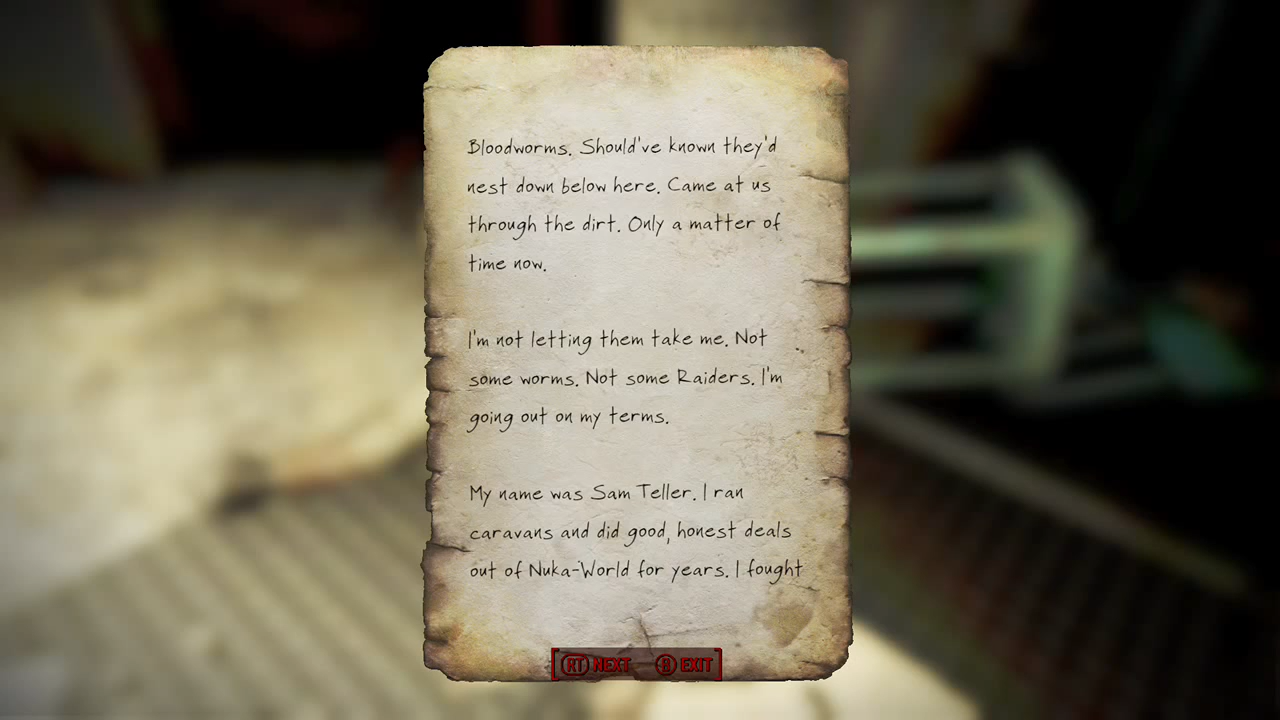 Bloodworms. Should've known they'd
nest down below here. Came at us
through the dirt. Only a matter of
time now.
I'm not letting them take me. Not
some worms. Not some Raiders. I'm
going out on my terms.
My name was Sam Teller. I ran
caravans and did good, honest deals
out of Nuka-World for years. I fought
RT NEXT A EXIT